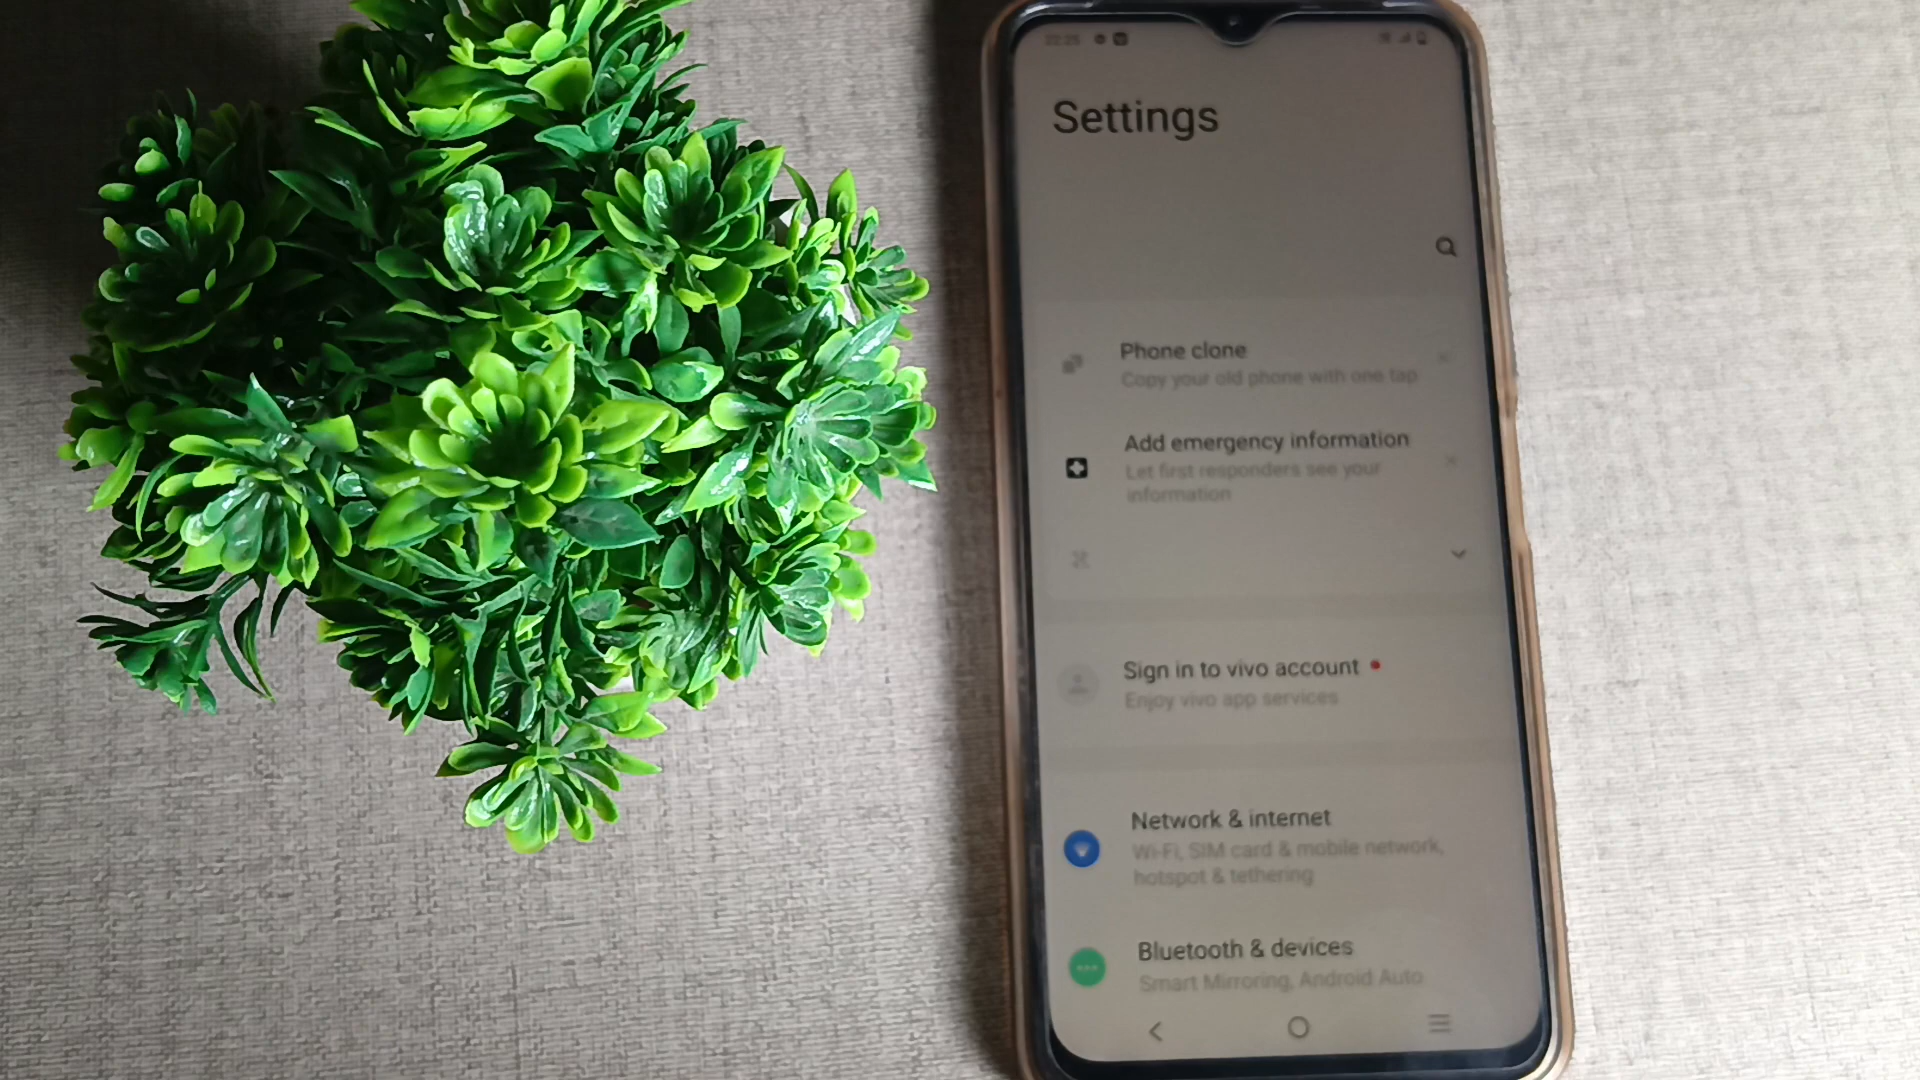 22:25
Settings
Phone clone
Copy your old phone with one tap
Add emergency information
Let first responders see your
information
Sign in to vivo account
Enjoy vivo app services
Network & internet
Wi-Fi, SIM card & mobile network,
hotspot & tethering
Bluetooth & devices
Smart Mirroring, Android Auto